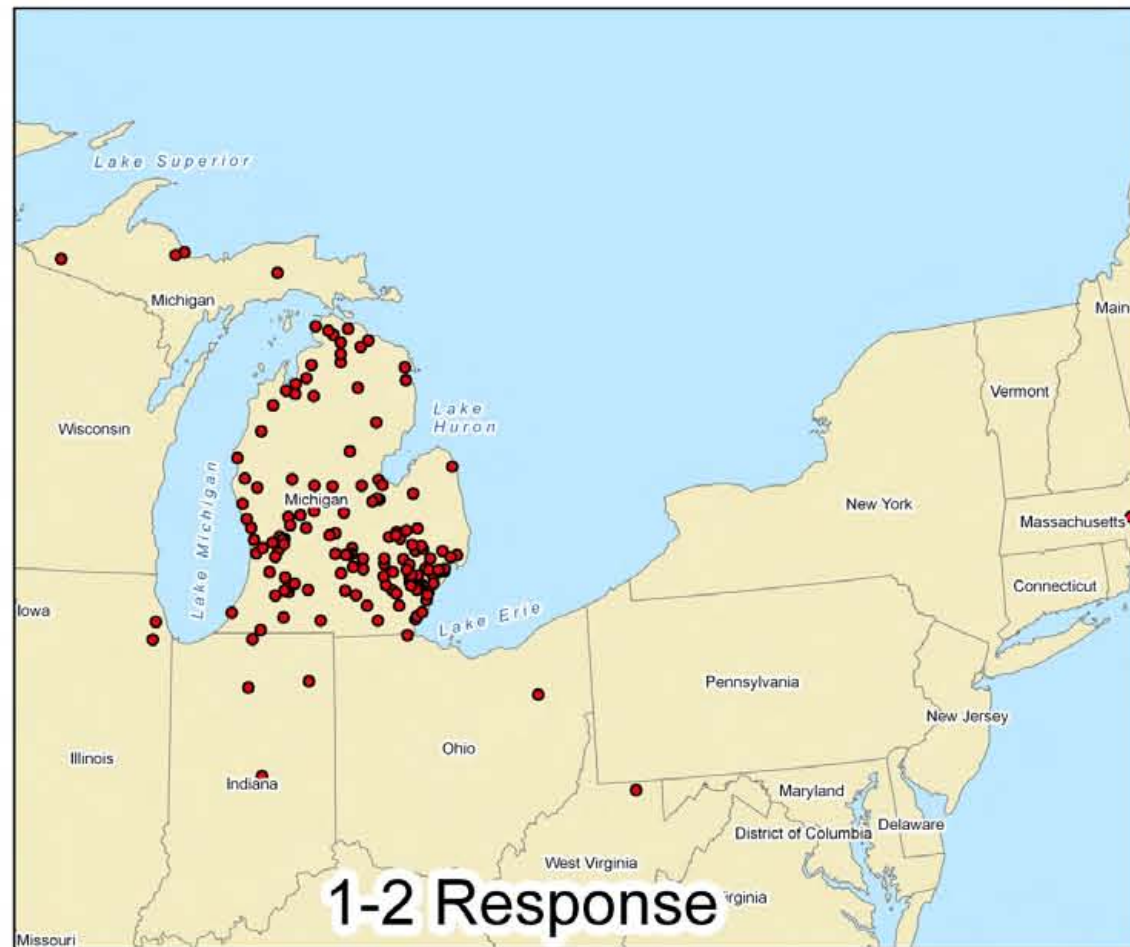 Lake Superior
Michigan
Main
Vermont
Lake
Huron
Wisconsin
Michigan
New York
Lake Michigan
Massachusetts
Connecticut
Iowa
Lake Erie
Pennsylvania
New Jersey
Ohio
Illinois
Indiana
Maryland
Delaware
District of Columbia
West Virginia
irginia
1-2 Response
Missouri